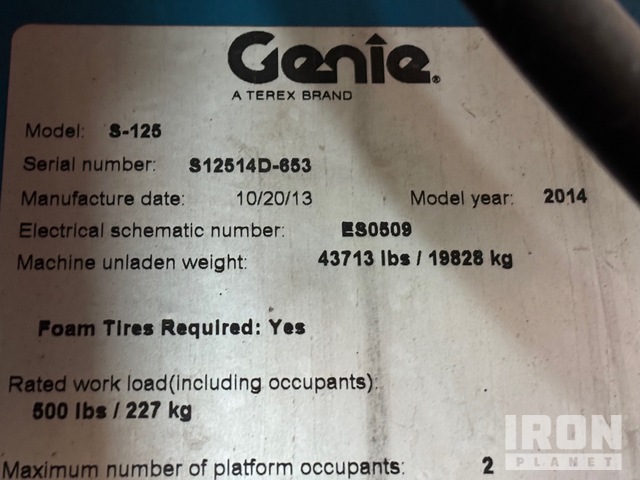 Genie®
A TEREX BRAND
Model: S-125
Serial number: S12514D-653
Manufacture date: 10/20/13 Model year: 2014
Electrical schematic number: ES0509
Machine unladen weight: 43713 lbs / 19828 kg
Foam Tires Required: Yes
Rated work load(including occupants):
500 lbs / 227 kg
Maximum number of platform occupants: 2
IRON
PLANET